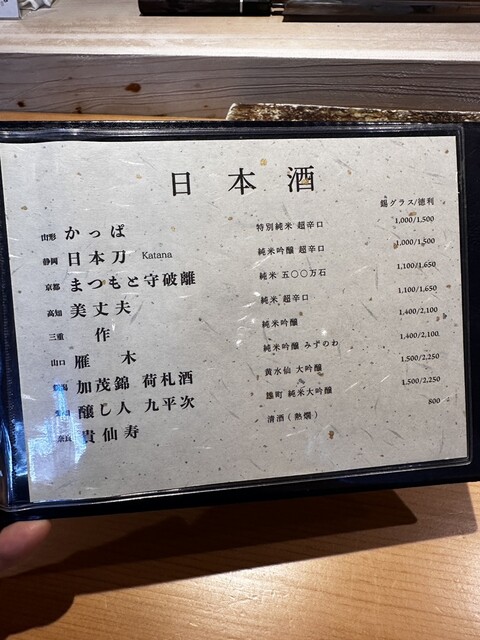 日本酒
錫グラス/徳利
山形 かっぱ 特別純米 超辛口 1,000/1,500
静岡 日本刀 Katana 純米吟醸 超辛口 1,000/1,500
京都 まつもと守破離 純米 五〇〇万石 1,100/1,650
高知 美丈夫 純米 超辛口 1,100/1,650
三重 作 純米吟醸 1,400/2,100
山口 雁木 純米吟醸 みずのわ 1,400/2,100
加茂錦 荷札酒 黄水仙 大吟醸 1,500/2,250
醸し人 九平次 雄町 純米大吟醸 1,500/2,250
奈良 貴仙寿 清酒(熱燗) 800